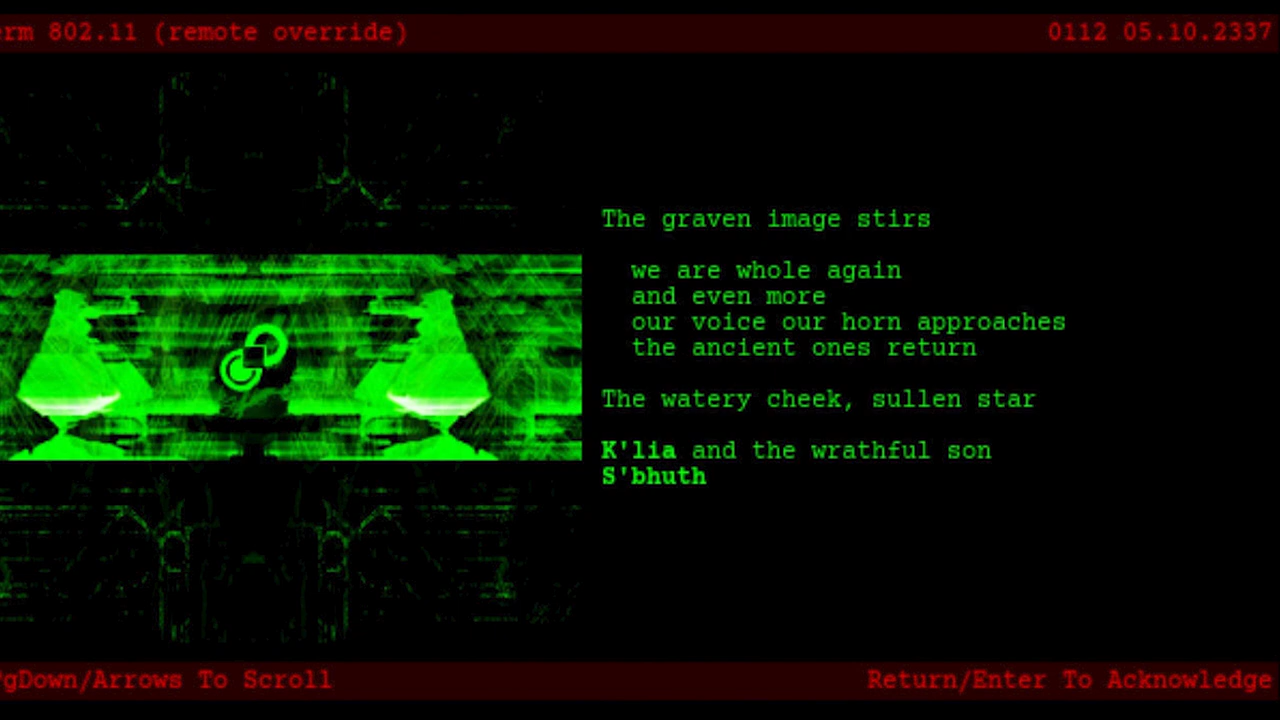 erm 802.11 (remote override)
0112 05.10.2337
The graven image stirs
we are whole again
and even more
our voice our horn approaches
the ancient ones return
The watery cheek, sullen star
K'lia and the wrathful son
S'bhuth
PgDown/Arrows To Scroll
Return/Enter To Acknowledge